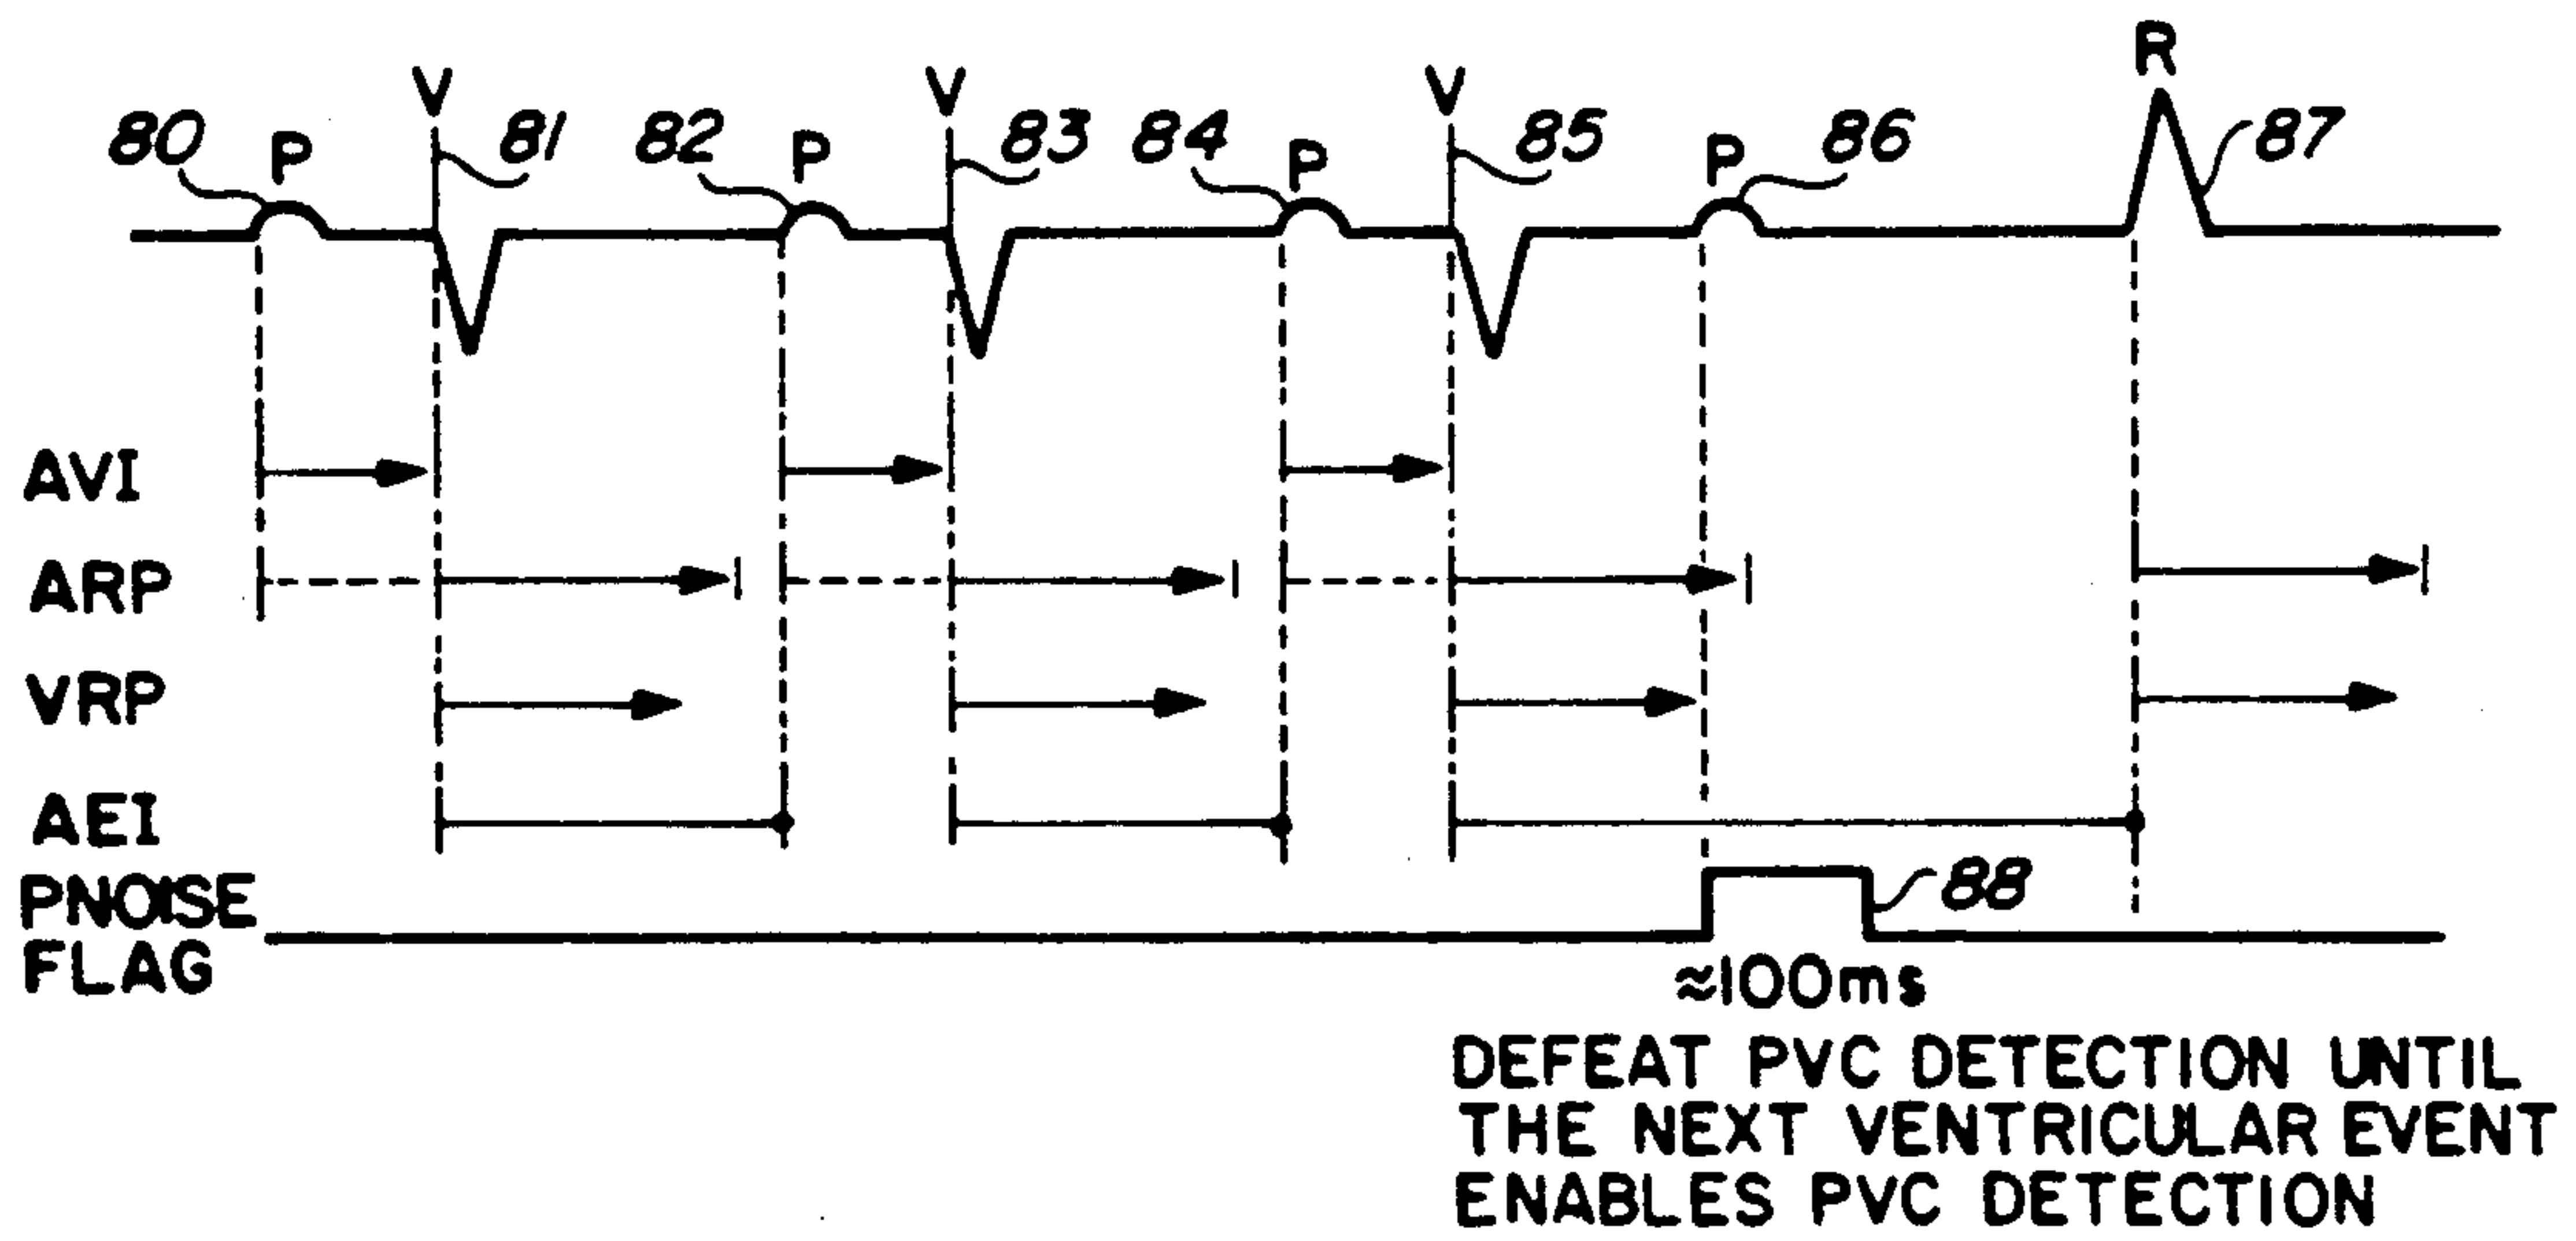 R
V V V
80 P 81 82 P 83 84 P 85 P 86 87
AVI
ARP
VRP
AEI
PNOISE
FLAG
88
≈100ms
DEFEAT PVC DETECTION UNTIL
THE NEXT VENTRICULAR EVENT
ENABLES PVC DETECTION